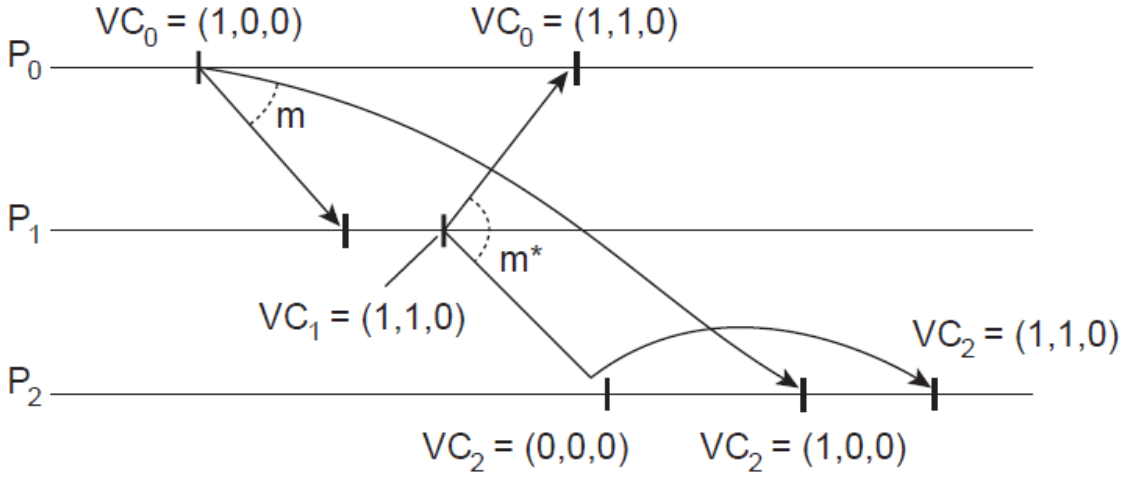 VC₀ = (1,0,0)
VC₀ = (1,1,0)
P₀
m
P₁
m*
VC₁ = (1,1,0)
VC₂ = (1,1,0)
P₂
VC₂ = (0,0,0)
VC₂ = (1,0,0)